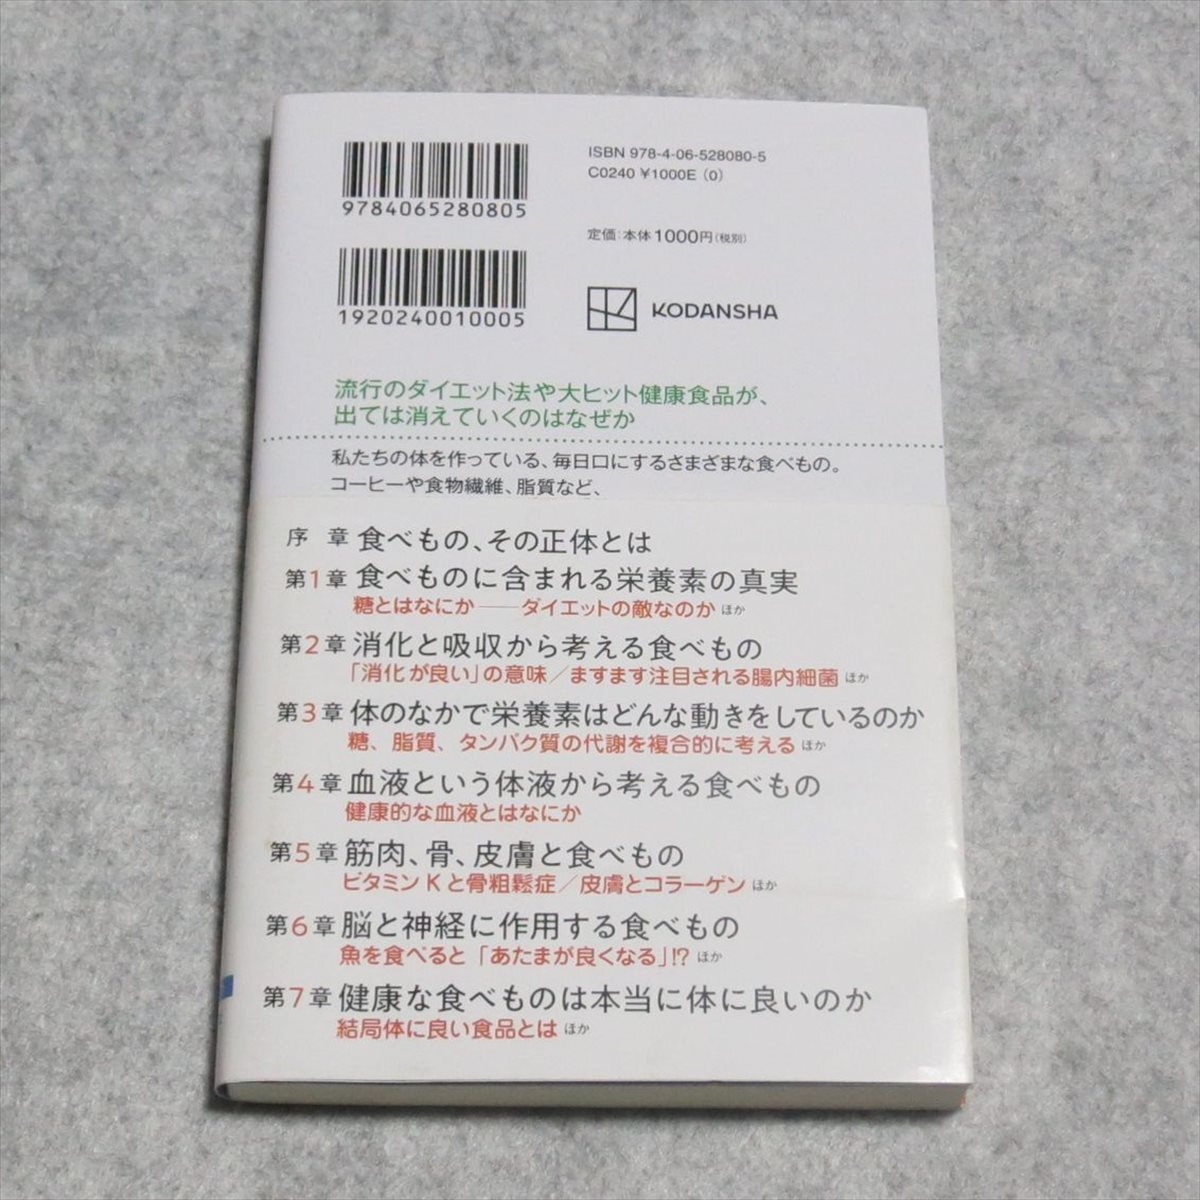 9784065280805
ISBN 978-4-06-528080-5
C0240 ¥1000E (0)
定価:本体1000円(税別)
1920240010005
KODANSHA
流行のダイエット法や大ヒット健康食品が、
出ては消えていくのはなぜか
私たちの体を作っている、毎日口にするさまざまな食べもの。
コーヒーや食物繊維、脂質など、
序 章 食べもの、その正体とは
第1章 食べものに含まれる栄養素の真実
糖とはなにか——ダイエットの敵なのか ほか
第2章 消化と吸収から考える食べもの
「消化が良い」の意味/ますます注目される腸内細菌 ほか
第3章 体のなかで栄養素はどんな動きをしているのか
糖、脂質、タンパク質の代謝を複合的に考える ほか
第4章 血液という体液から考える食べもの
健康的な血液とはなにか
第5章 筋肉、骨、皮膚と食べもの
ビタミンKと骨粗鬆症/皮膚とコラーゲン ほか
第6章 脳と神経に作用する食べもの
魚を食べると「あたまが良くなる」!? ほか
第7章 健康な食べものは本当に体に良いのか
結局体に良い食品とは ほか